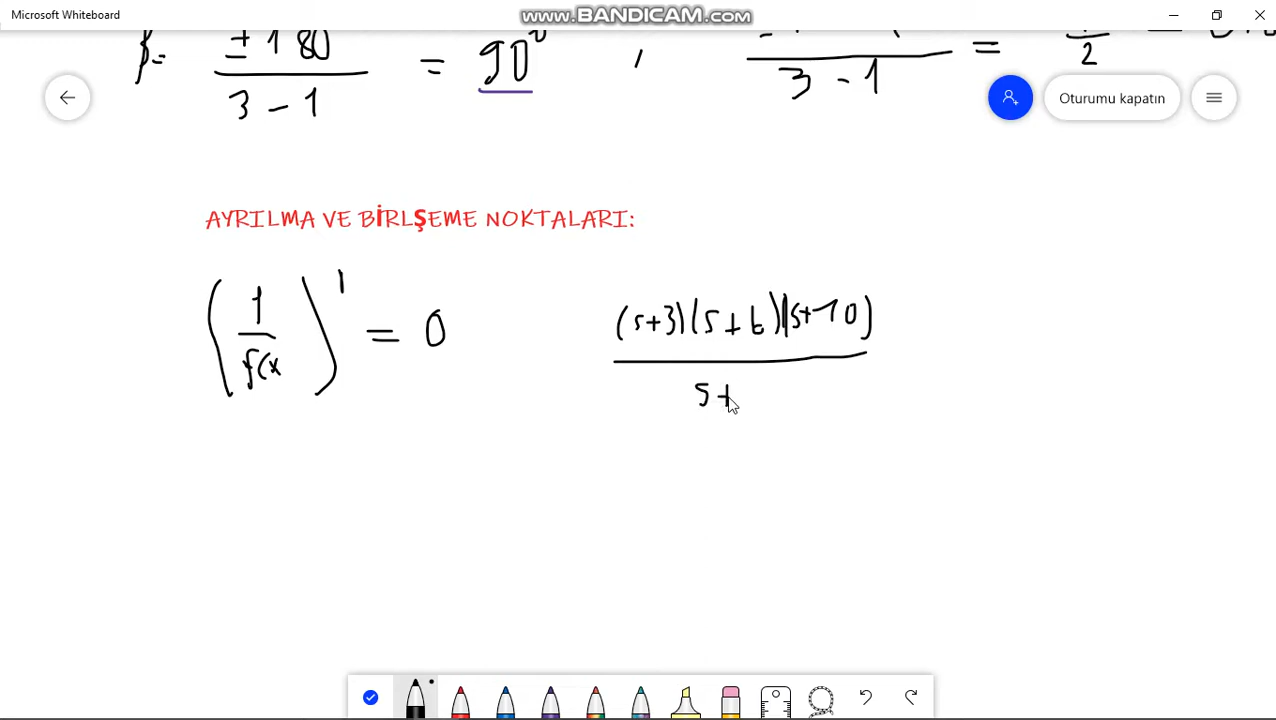 Microsoft Whiteboard
www.BANDICAM.com
β= ± 180 / 3 - 1 = 90° , / 3 - 1 = / 2
Oturumu kapatın
AYRILMA VE BİRLŞEME NOKTALARI:
( 1 / f(x )' = 0
(s+3)(s+6)(s+10) / s+